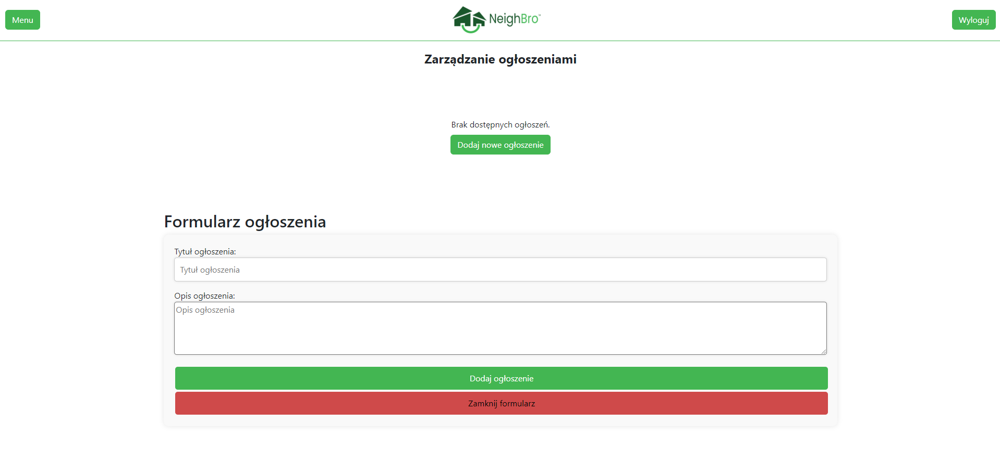 Menu
NeighBro™
Wyloguj
Zarządzanie ogłoszeniami
Brak dostępnych ogłoszeń.
Dodaj nowe ogłoszenie
Formularz ogłoszenia
Tytuł ogłoszenia:
Tytuł ogłoszenia
Opis ogłoszenia:
Opis ogłoszenia
Dodaj ogłoszenie
Zamknij formularz